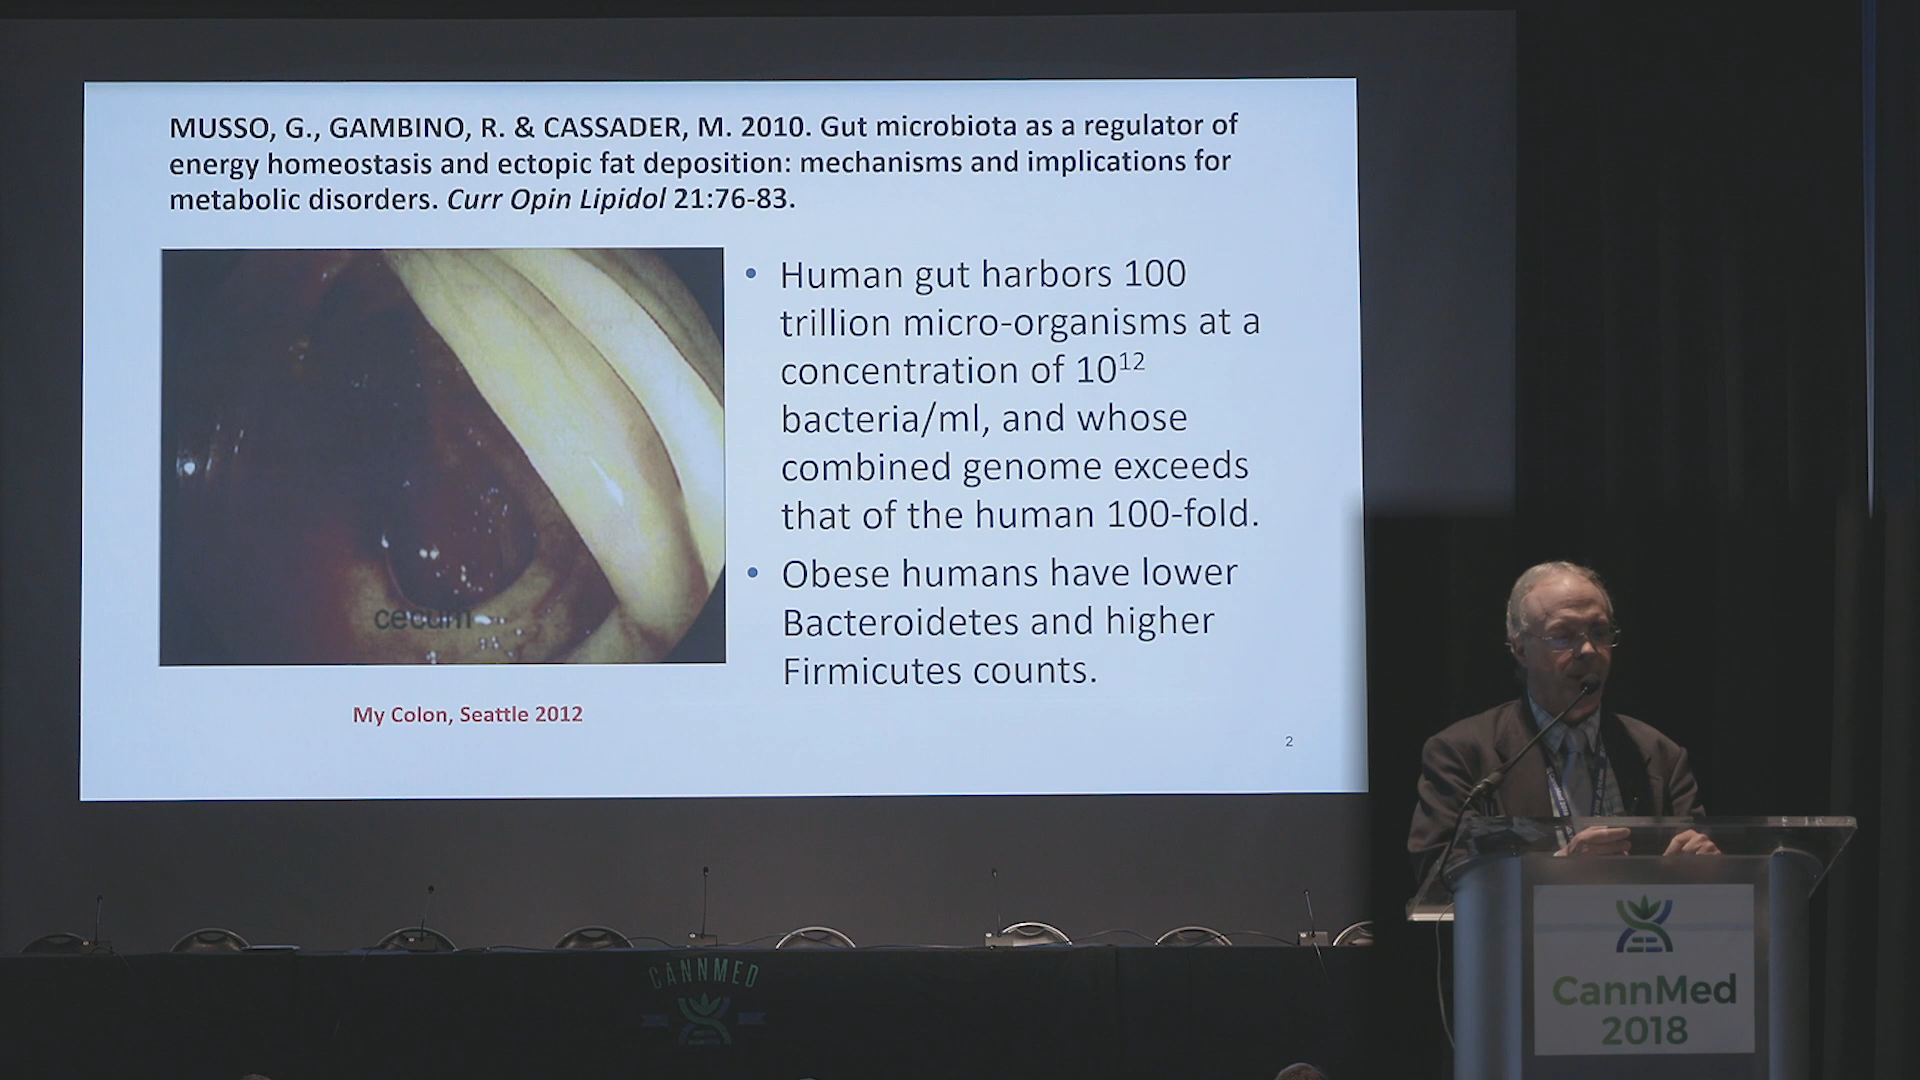 MUSSO, G., GAMBINO, R. & CASSADER, M. 2010. Gut microbiota as a regulator of
energy homeostasis and ectopic fat deposition: mechanisms and implications for
metabolic disorders. Curr Opin Lipidol 21:76-83.
• Human gut harbors 100
trillion micro-organisms at a
concentration of 10¹²
bacteria/ml, and whose
combined genome exceeds
that of the human 100-fold.
• Obese humans have lower
Bacteroidetes and higher
Firmicutes counts.
cecum
My Colon, Seattle 2012
2
CANNMED
CannMed
2018